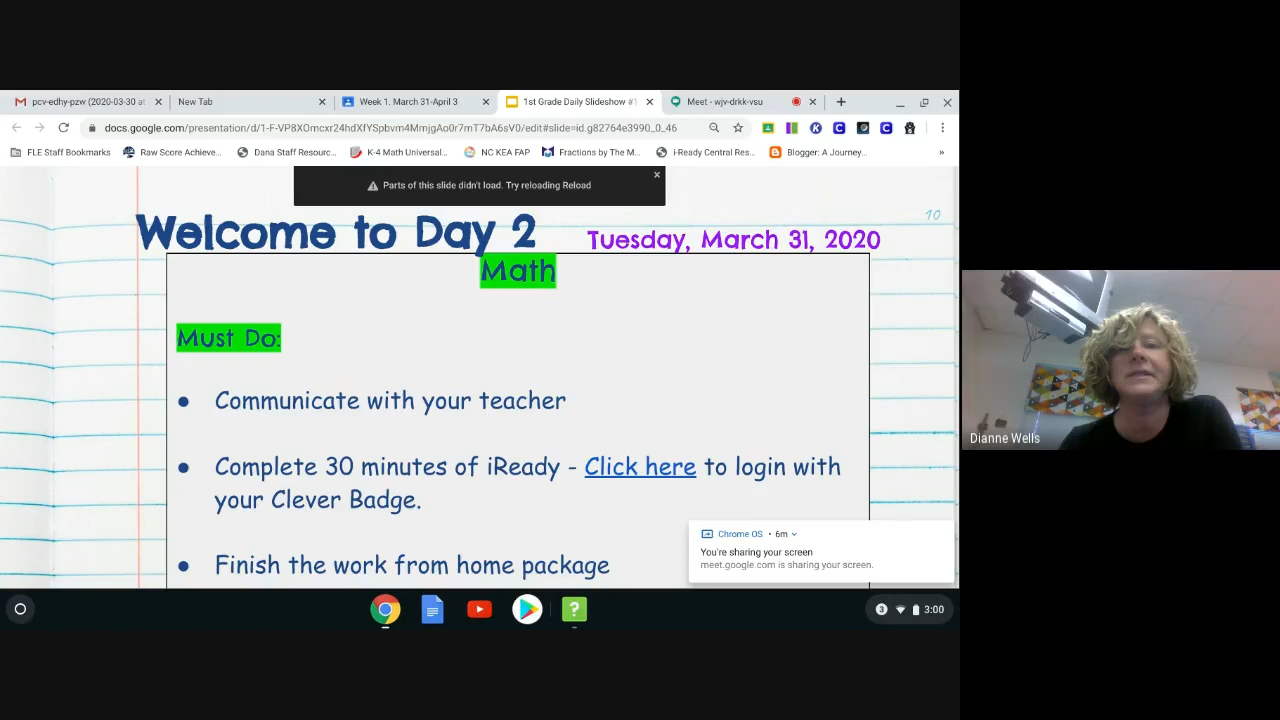 pcv-edhy-pzw (2020-03-30 at
New Tab
Week 1. March 31-April 3
1st Grade Daily Slideshow #1
Meet - wjv-drkk-vsu
docs.google.com/presentation/d/1-F-VP8XOmcxr24hdXfYSpbvm4MmjgAo0r7mT7bA6sV0/edit#slide=id.g82764e3990_0_46
FLE Staff Bookmarks
Raw Score Achieve...
Dana Staff Resourc...
K-4 Math Universal...
NC KEA FAP
Fractions by The M...
i-Ready Central Res...
Blogger: A Journey...
»
Parts of this slide didn't load. Try reloading Reload
10
Welcome to Day 2
Tuesday, March 31, 2020
Math
Must Do:
● Communicate with your teacher
● Complete 30 minutes of iReady - Click here to login with
your Clever Badge.
● Finish the work from home package
Chrome OS • 6m
You're sharing your screen
meet.google.com is sharing your screen.
Dianne Wells
3 3:00